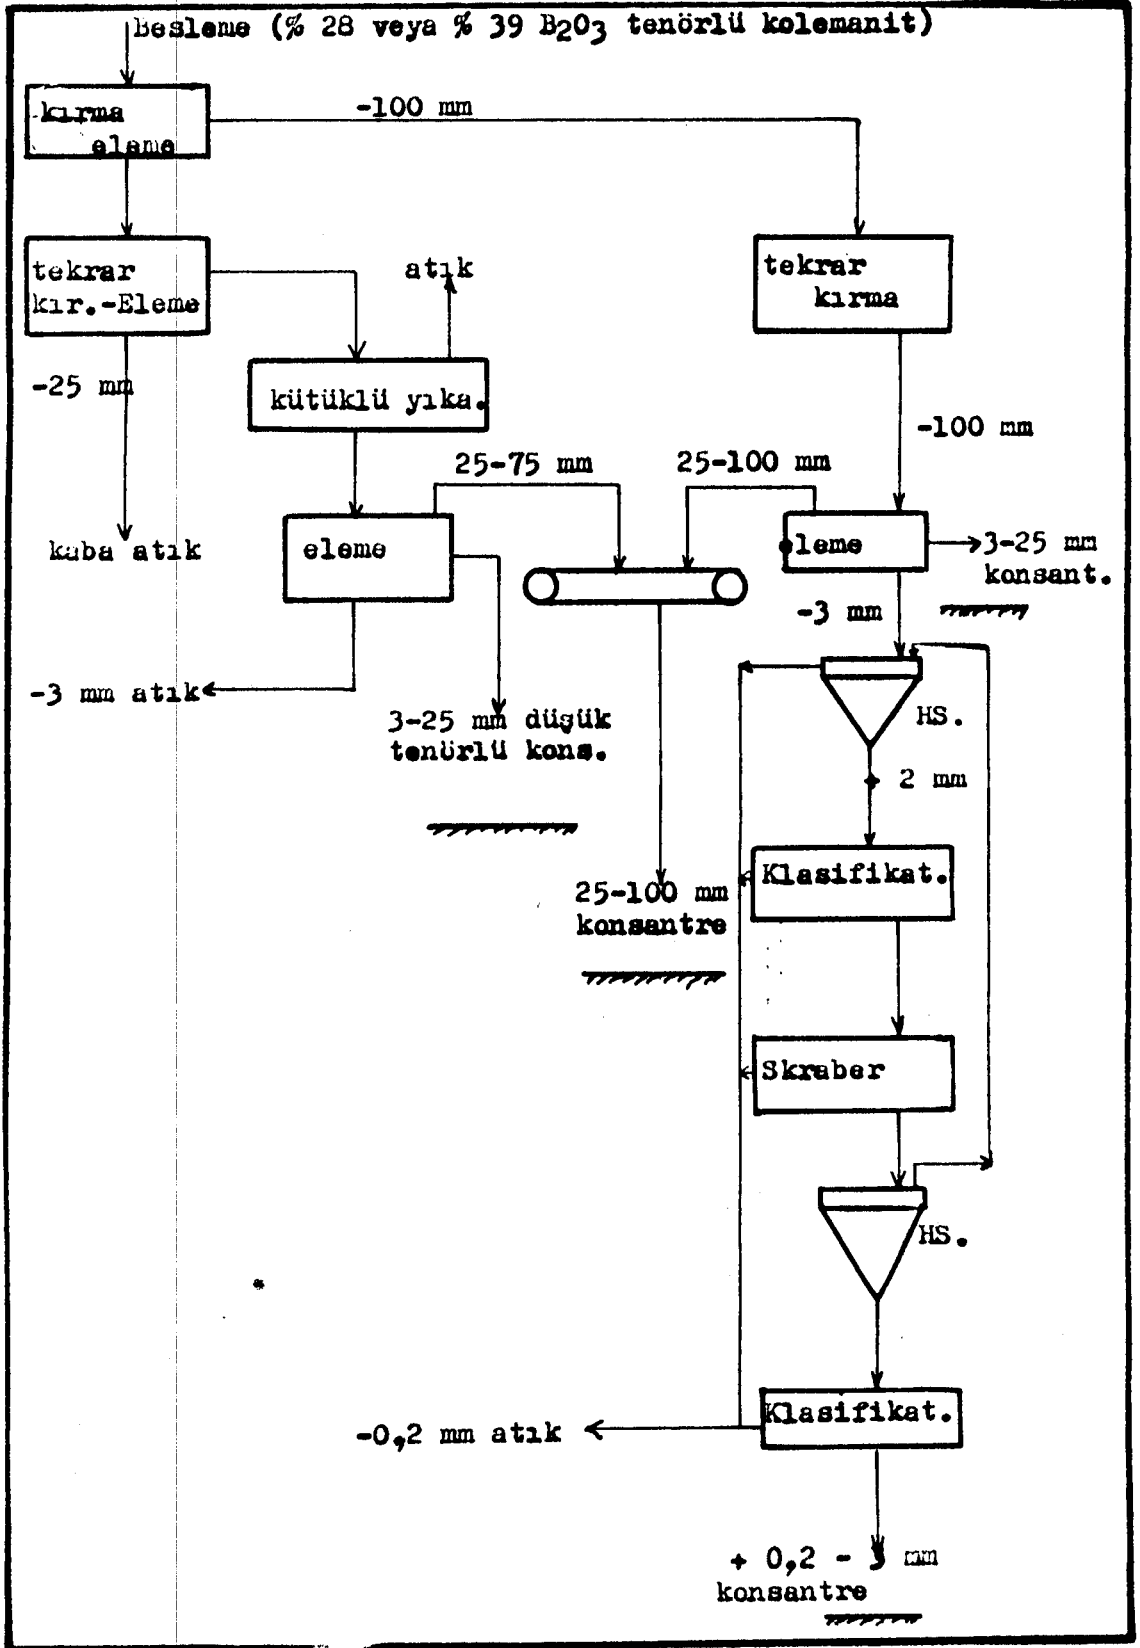 Besleme (% 28 veya % 39 B2O3 tenörlü kolemanit)
kırma
eleme
-100 mm
tekrar
kır.-Eleme
atık
tekrar
kırma
-25 mm
kütüklü yıka.
-100 mm
25-75 mm
25-100 mm
kaba atık
eleme
leme
3-25 mm
konsant.
-3 mm
-3 mm atık
3-25 mm düşük
tenörlü kons.
HS.
+ 2 mm
Klasifikat.
25-100 mm
konsantre
Skraber
HS.
Klasifikat.
-0,2 mm atık
+ 0,2 - 3 mm
konsantre